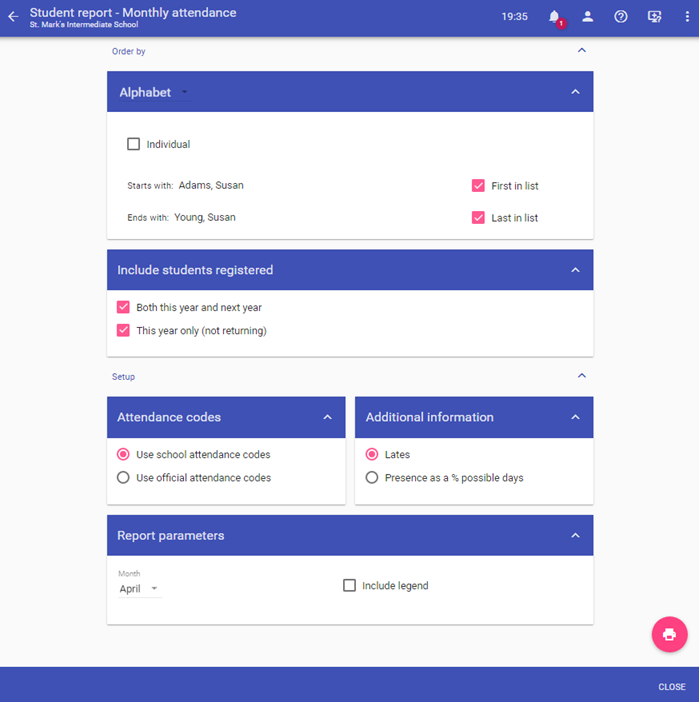 Student report - Monthly attendance
St. Mark's Intermediate School
19:35
1
Order by
Alphabet
Individual
Starts with: Adams, Susan
First in list
Ends with: Young, Susan
Last in list
Include students registered
Both this year and next year
This year only (not returning)
Setup
Attendance codes
Additional information
Use school attendance codes
Lates
Use official attendance codes
Presence as a % possible days
Report parameters
Month
April
Include legend
CLOSE